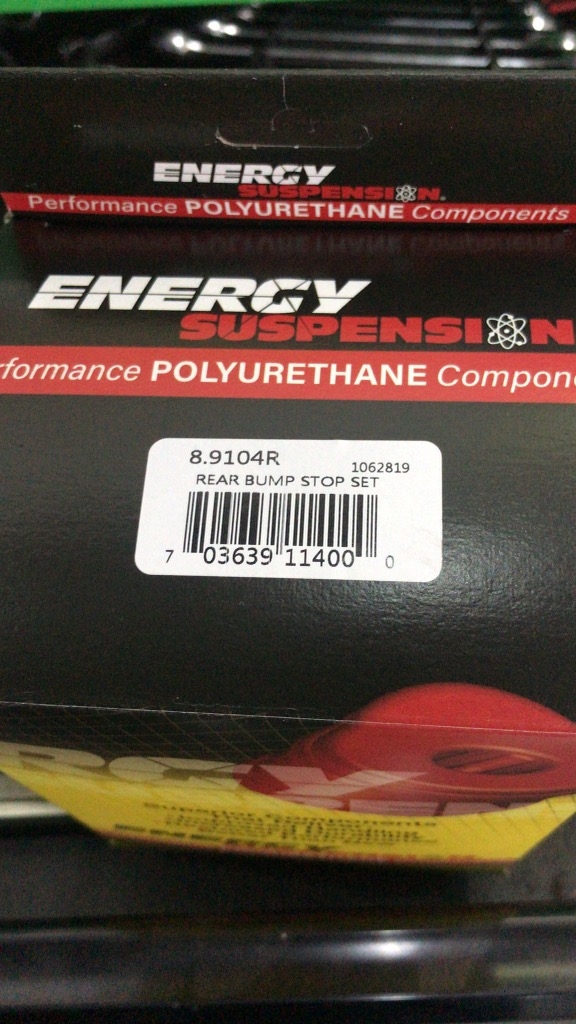 ENERGY
SUSPENSION.
Performance POLYURETHANE Components
ENERGY
SUSPENSION
rformance POLYURETHANE Compone
8.9104R
1062819
REAR BUMP STOP SET
7 03639 11400 0